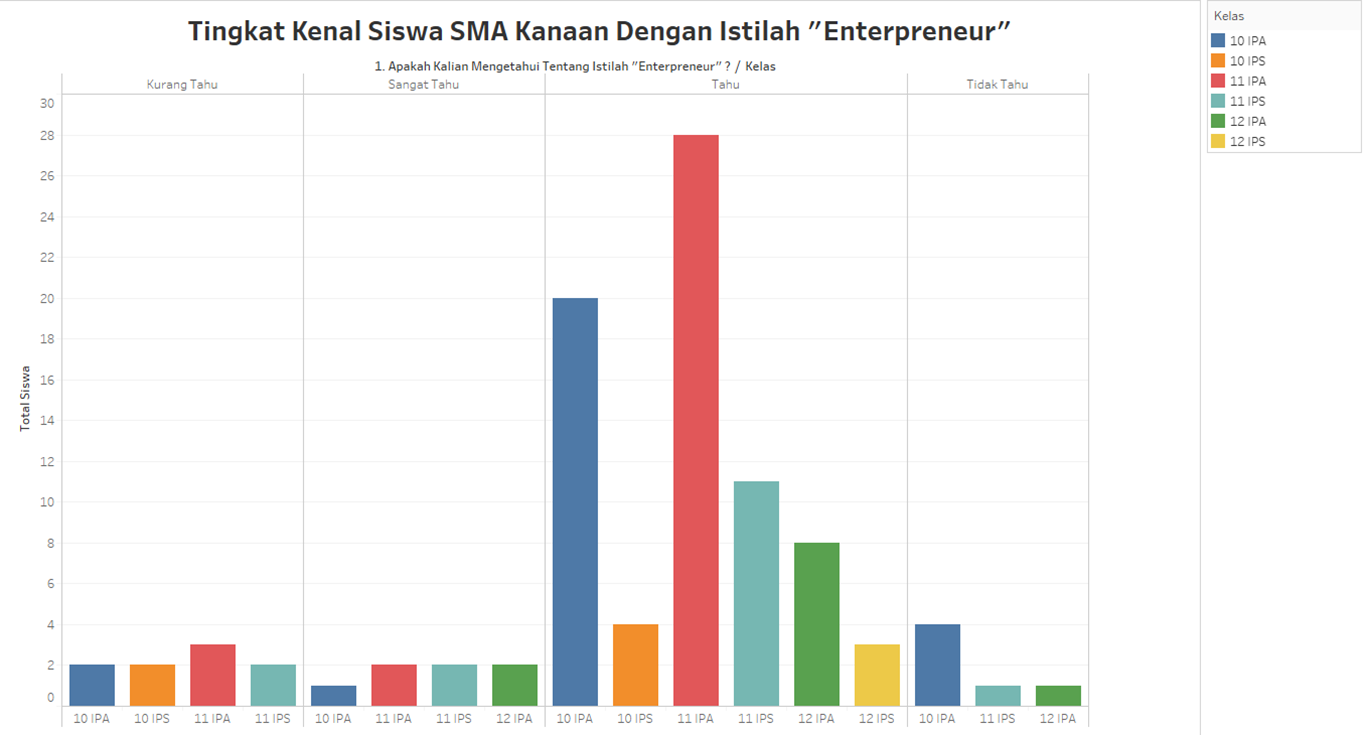 Tingkat Kenal Siswa SMA Kanaan Dengan Istilah ”Enterpreneur”
1. Apakah Kalian Mengetahui Tentang Istilah ”Enterpreneur” ? / Kelas
Kurang Tahu Sangat Tahu Tahu Tidak Tahu
30
28
26
24
22
20
18
16
14
12
10
8
6
4
2
0
Total Siswa
10 IPA 10 IPS 11 IPA 11 IPS 10 IPA 11 IPA 11 IPS 12 IPA 10 IPA 10 IPS 11 IPA 11 IPS 12 IPA 12 IPS 10 IPA 11 IPS 12 IPA
Kelas
10 IPA
10 IPS
11 IPA
11 IPS
12 IPA
12 IPS